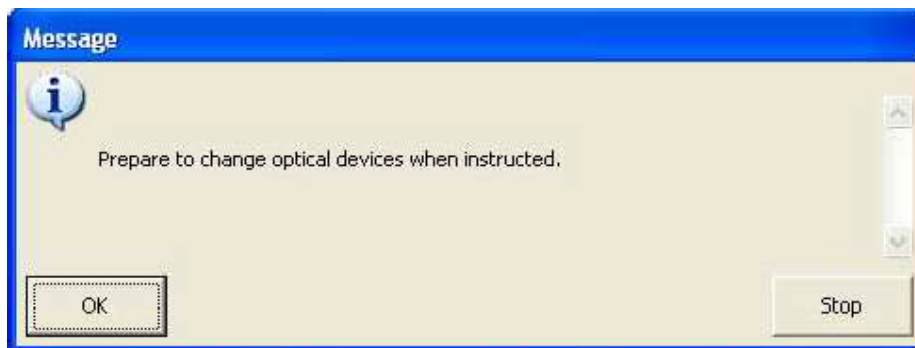 Message
Prepare to change optical devices when instructed.
OK
Stop